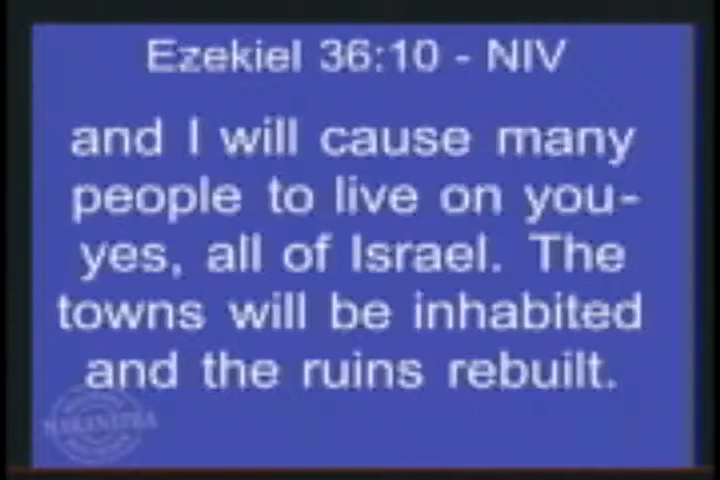 Ezekiel 36:10 - NIV
and I will cause many
people to live on you-
yes, all of Israel. The
towns will be inhabited
and the ruins rebuilt.